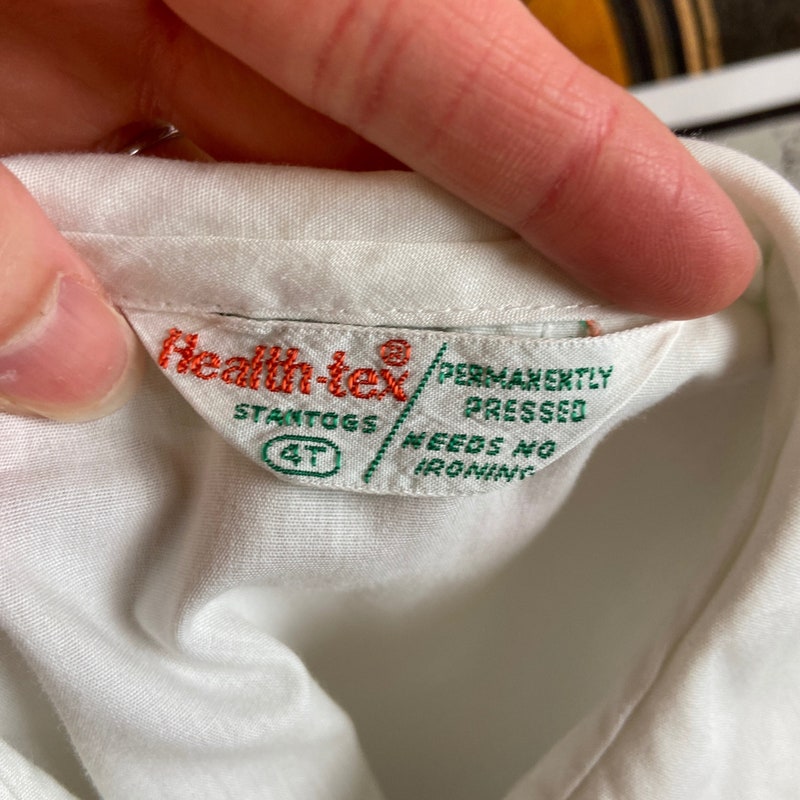 Health-tex®
STANTOGS
4T
PERMANENTLY
PRESSED
NEEDS NO
IRONING